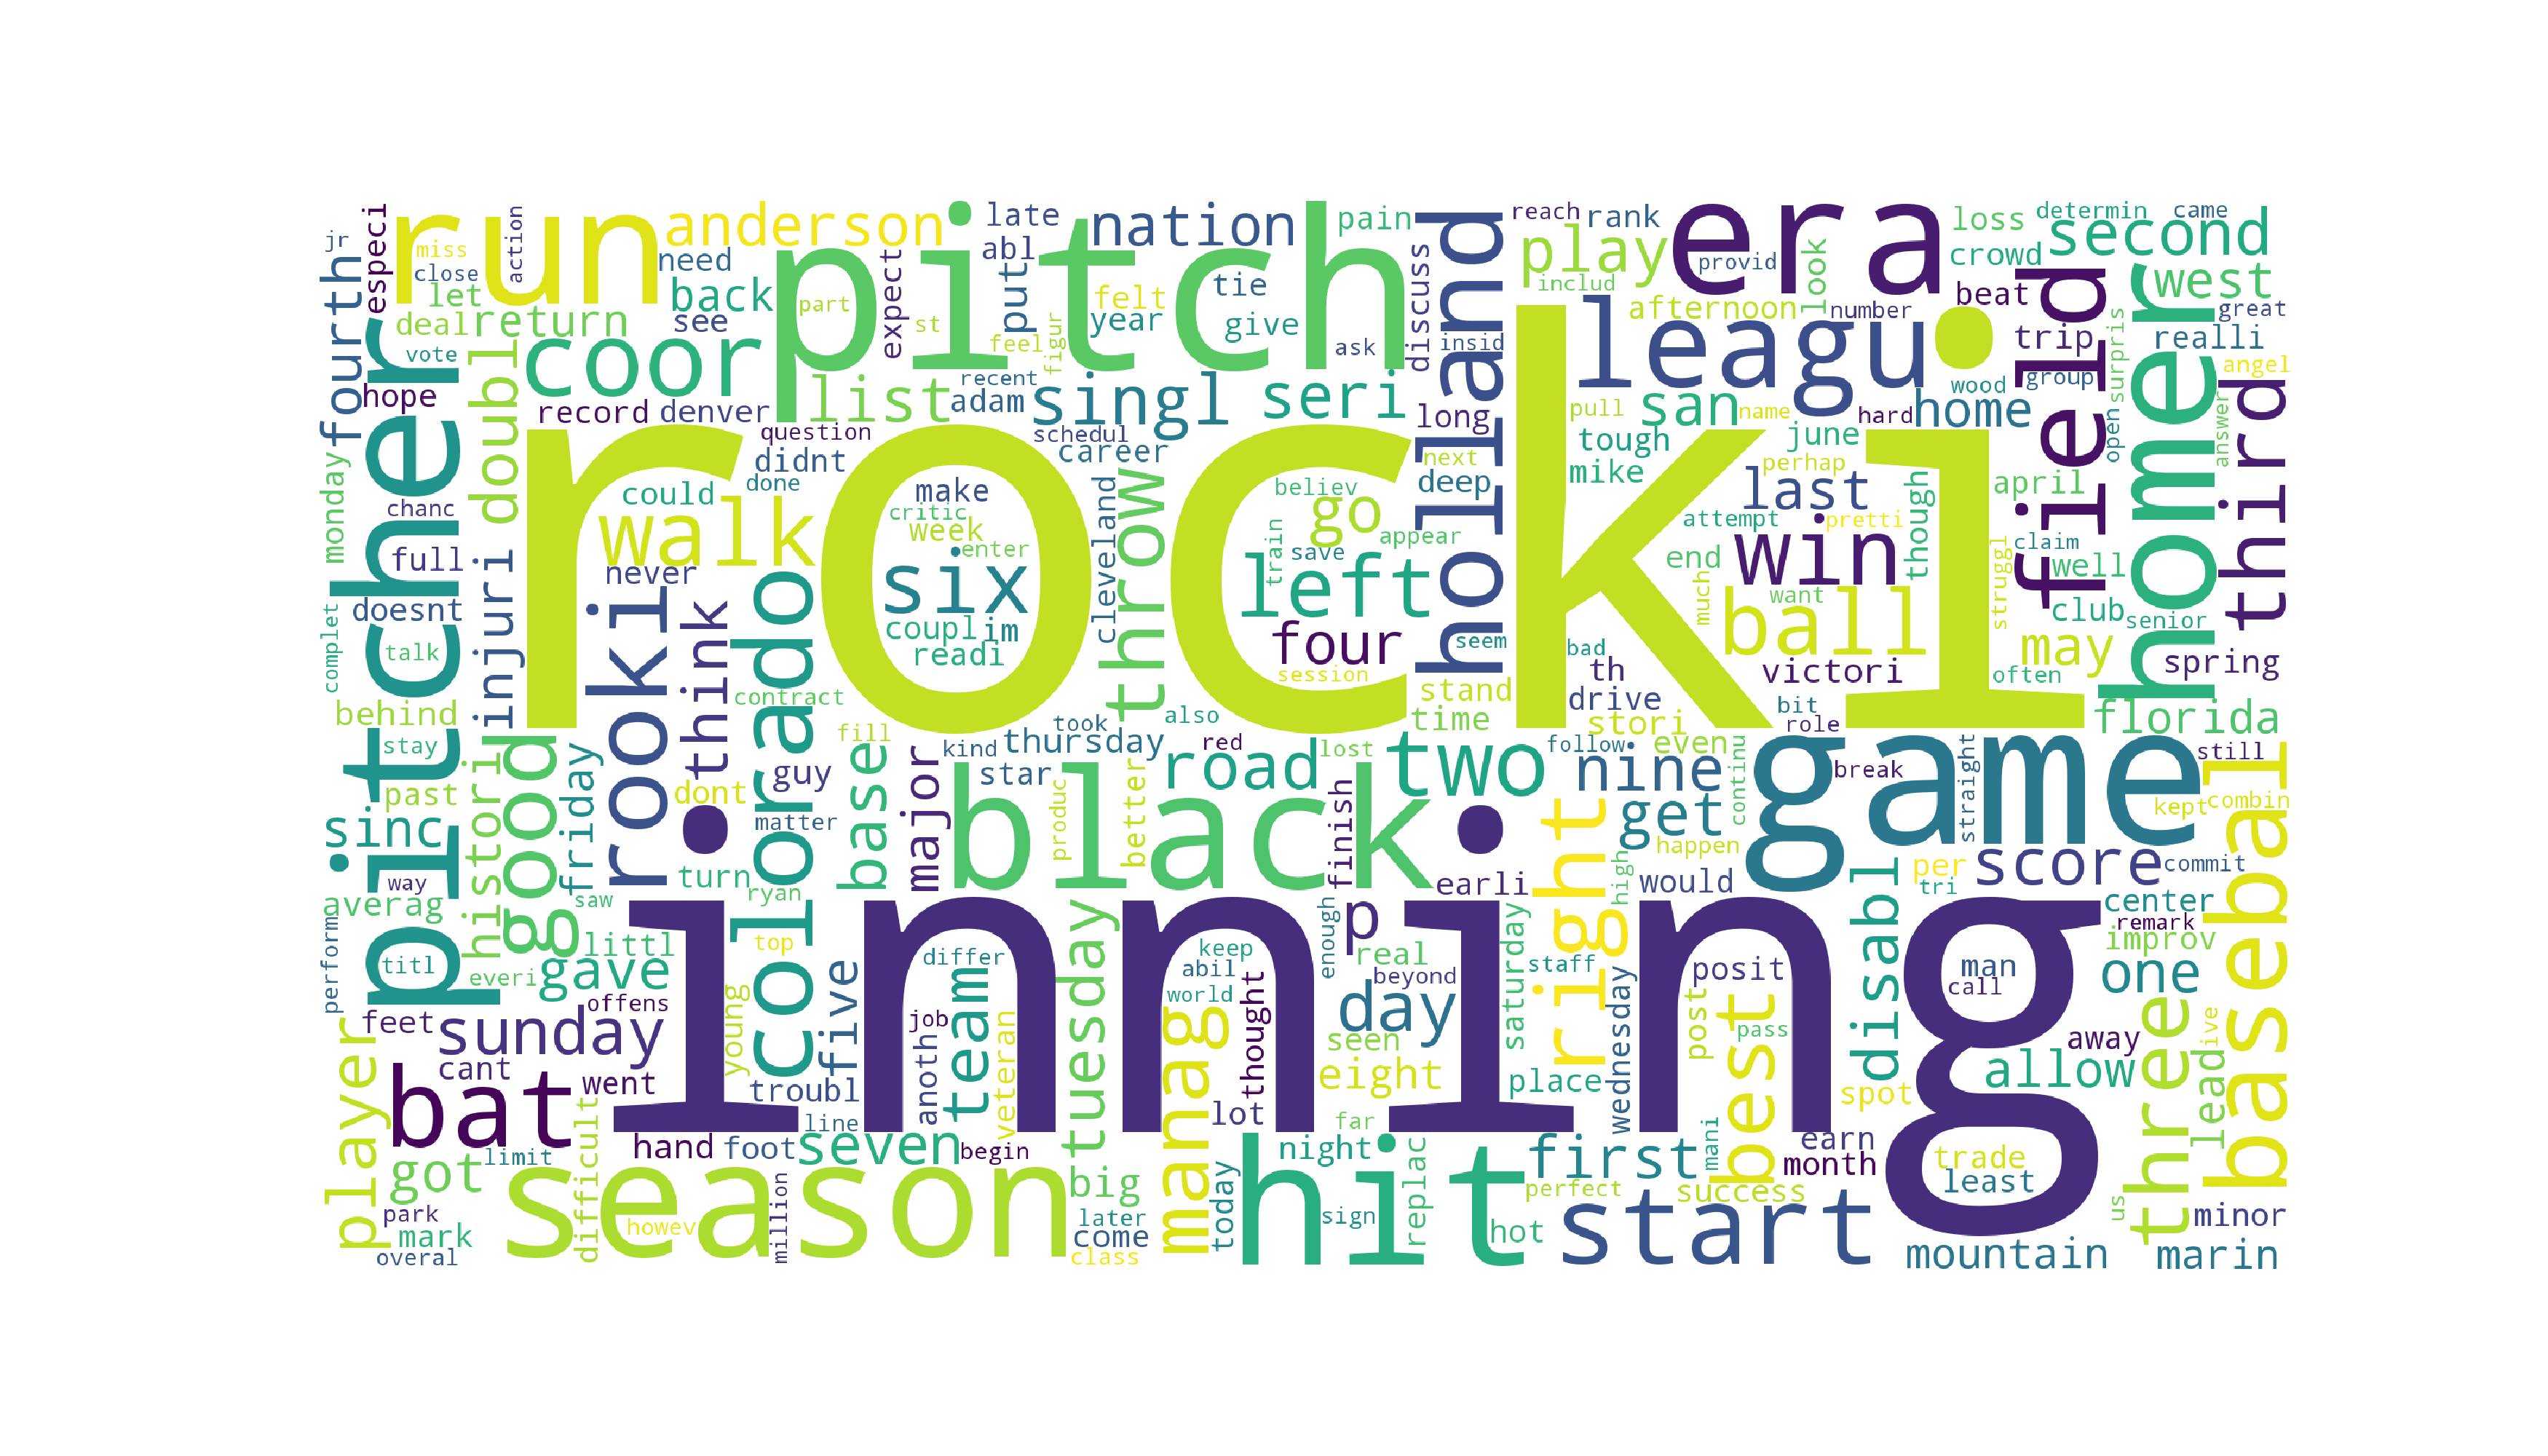 rocki
inning
pitch
run
era
pitcher
game
season
hit
black
homer
leagu
holland
field
bat
start
colorado
rooki
good
coor
baseball
win
ball
walk
throw
left
six
four
two
road
right
three
third
second
west
anderson
nation
play
back
return
deal
let
miss
close
action
jr
especi
fourth
hope
vote
doubl
need
see
late
abl
put
expect
part
st
feel
felt
year
figur
tie
give
pain
ask
discuss
reach
rank
includ
provid
afternoon
look
number
loss
determin
came
crowd
beat
trip
realli
great
surpris
angel
list
recent
adam
singl
seri
record
denver
question
didnt
done
schedul
career
long
next
deep
insid
san
name
pull
tough
mike
june
hard
home
wood
group
open
answer
perhap
last
april
though
attempt
pretti
end
much
want
claim
struggl
well
club
senior
may
spring
often
florida
monday
chanc
full
doesnt
complet
talk
injuri
behind
stay
past
could
never
think
make
critic
week
enter
coupl
im
readi
cleveland
believ
go
train
save
appear
seem
session
stand
time
bad
th
drive
stori
victori
bit
role
contract
fill
took
also
kind
thursday
star
red
lost
follow
even
nine
get
continu
break
straight
still
kept
combin
sinc
histori
friday
guy
dont
matter
base
major
produc
better
finish
earli
p
would
happen
high
score
per
tri
commit
center
remark
improv
one
way
averag
perform
titl
everi
littl
gave
saw
turn
ryan
top
offens
feet
sunday
young
five
differ
team
job
anoth
veteran
tuesday
keep
abil
world
thought
manag
enough
real
beyond
day
seen
eight
saturday
staff
place
wednesday
posit
post
pass
best
disabl
man
call
away
allow
lead
ive
player
cant
went
troubl
line
seven
begin
hand
foot
lot
night
far
first
mani
earn
month
spot
trade
least
got
limit
difficult
park
mark
overal
howev
million
big
later
come
class
today
sign
replac
hot
perfect
success
mountain
us
minor
marin